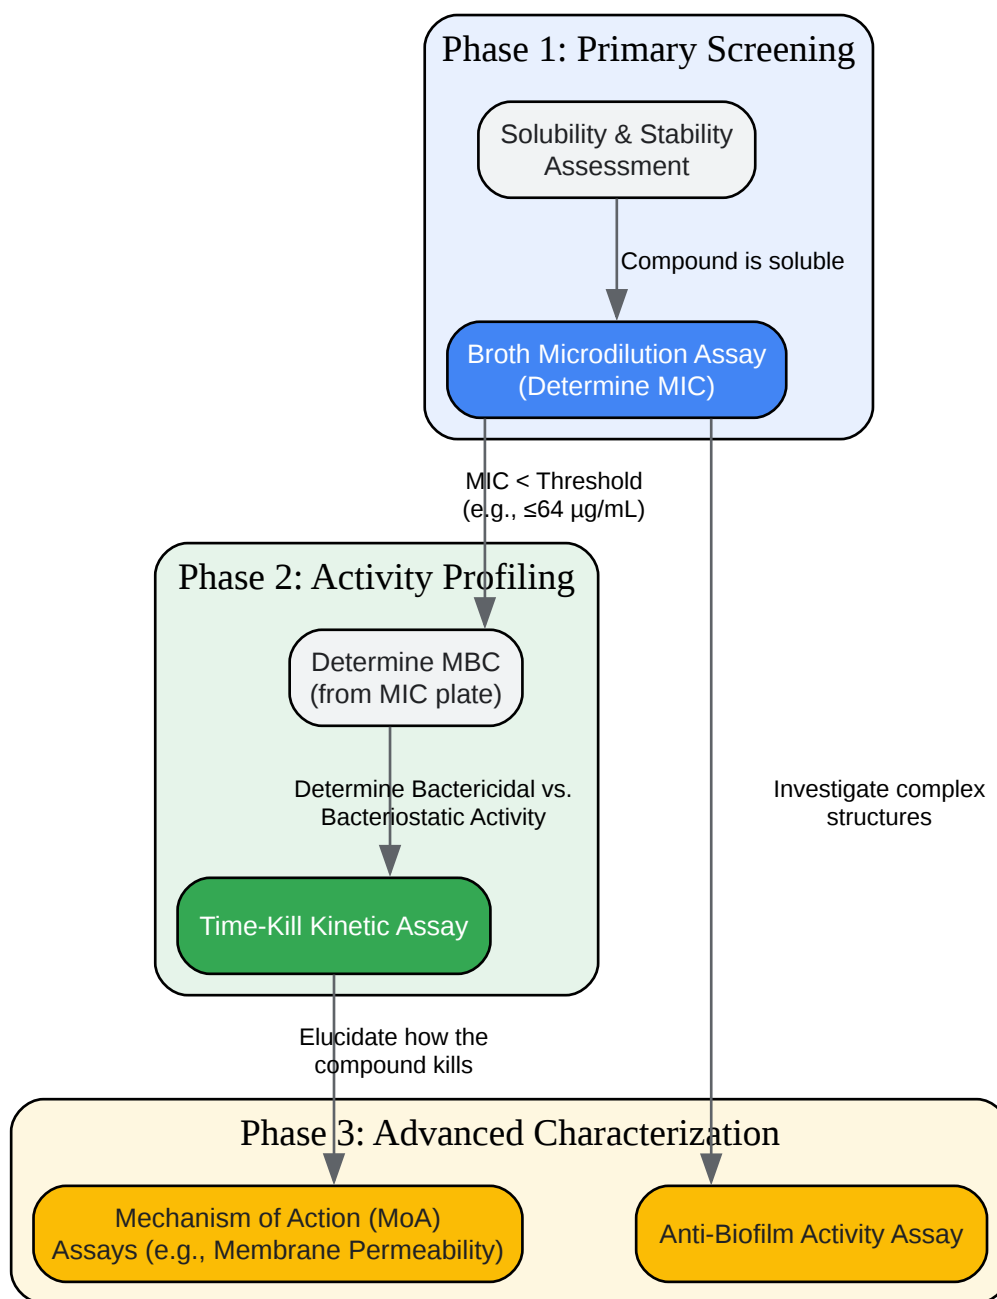 Phase 1: Primary Screening
Solubility & Stability
Assessment
Compound is soluble
Broth Microdilution Assay
(Determine MIC)
MIC < Threshold
(e.g., ≤64 µg/mL)
Phase 2: Activity Profiling
Determine MBC
(from MIC plate)
Determine Bactericidal vs.
Bacteriostatic Activity
Investigate complex
structures
Time-Kill Kinetic Assay
Elucidate how the
compound kills
Phase 3: Advanced Characterization
Mechanism of Action (MoA)
Assays (e.g., Membrane Permeability)
Anti-Biofilm Activity Assay